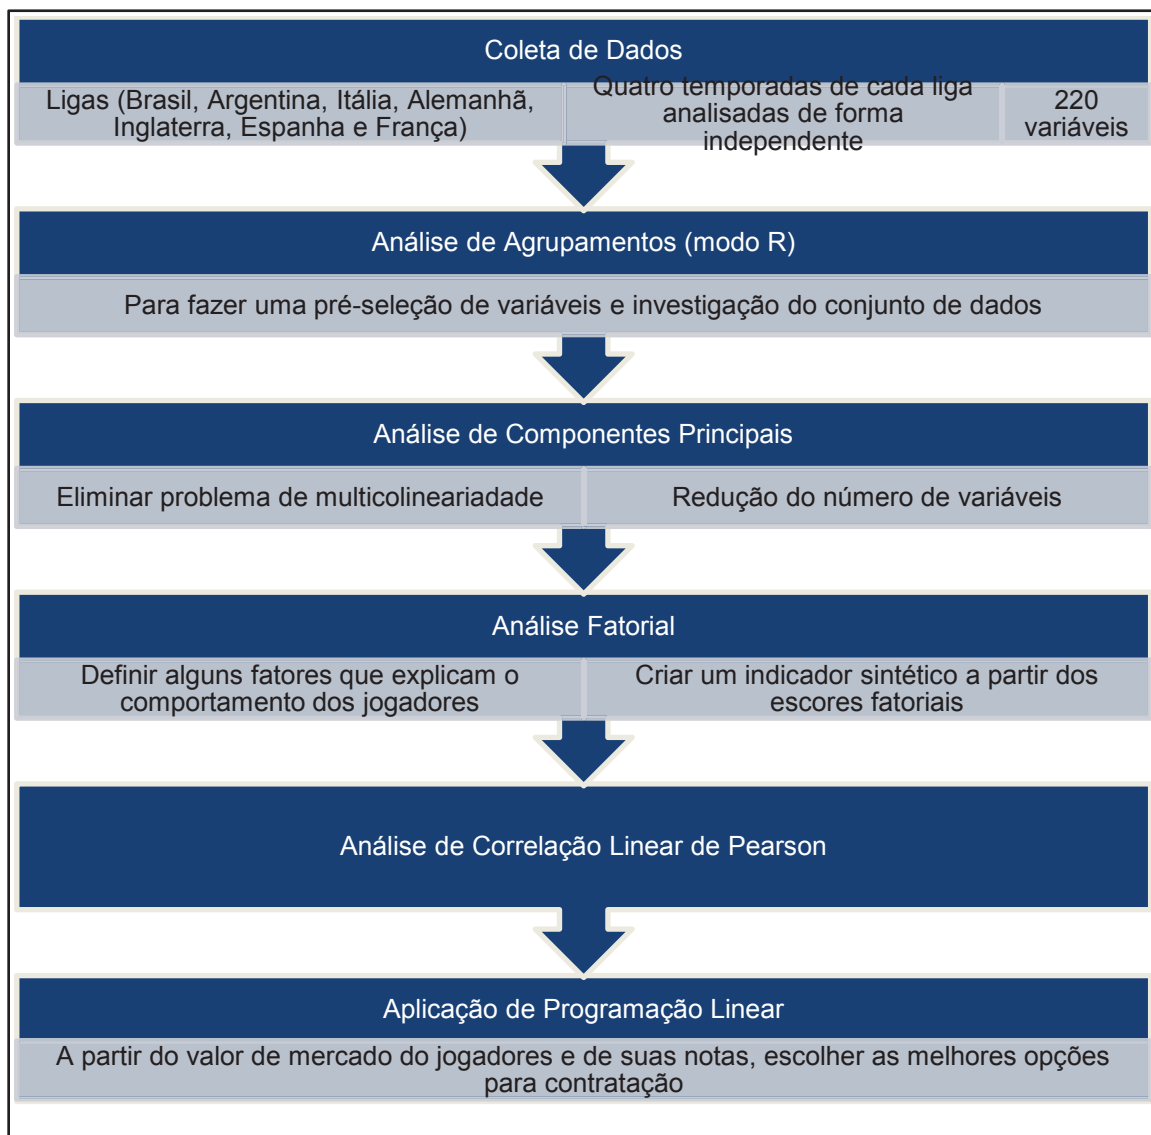 Coleta de Dados
Ligas (Brasil, Argentina, Itália, Alemanhã,
Inglaterra, Espanha e França)
Quatro temporadas de cada liga
analisadas de forma
independente
220
variáveis
Análise de Agrupamentos (modo R)
Para fazer uma pré-seleção de variáveis e investigação do conjunto de dados
Análise de Componentes Principais
Eliminar problema de multicolineariadade
Redução do número de variáveis
Análise Fatorial
Definir alguns fatores que explicam o
comportamento dos jogadores
Criar um indicador sintético a partir dos
escores fatoriais
Análise de Correlação Linear de Pearson
Aplicação de Programação Linear
A partir do valor de mercado do jogadores e de suas notas, escolher as melhores opções
para contratação